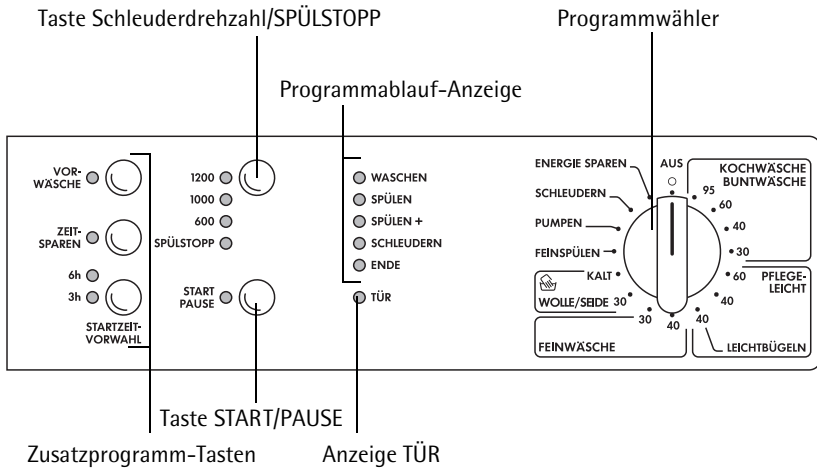 Taste Schleuderdrehzahl/SPÜLSTOPP
Programmwähler
Programmablauf-Anzeige
VOR-
WÄSCHE
ZEIT-
SPAREN
6h
3h
STARTZEIT-
VORWAHL
1200
1000
600
SPÜLSTOPP
START
PAUSE
WASCHEN
SPÜLEN
SPÜLEN +
SCHLEUDERN
ENDE
TÜR
ENERGIE SPAREN
SCHLEUDERN
PUMPEN
FEINSPÜLEN
KALT
WOLLE/SEIDE 30
30
FEINWÄSCHE
40
AUS
KOCHWÄSCHE
BUNTWÄSCHE
95
60
40
30
60
PFLEGE-
LEICHT
40
40
LEICHTBÜGELN
Taste START/PAUSE
Zusatzprogramm-Tasten
Anzeige TÜR